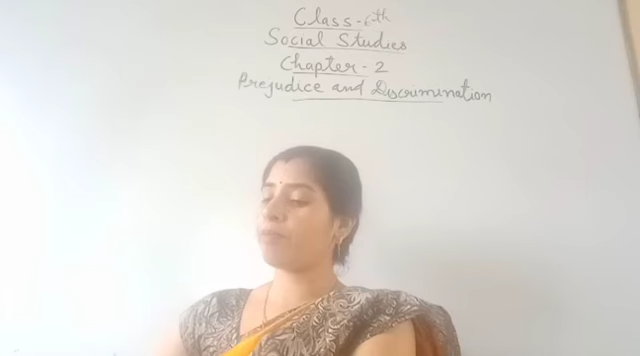 Class-6th
Social Studies
Chapter-2
Prejudice and Discrimination